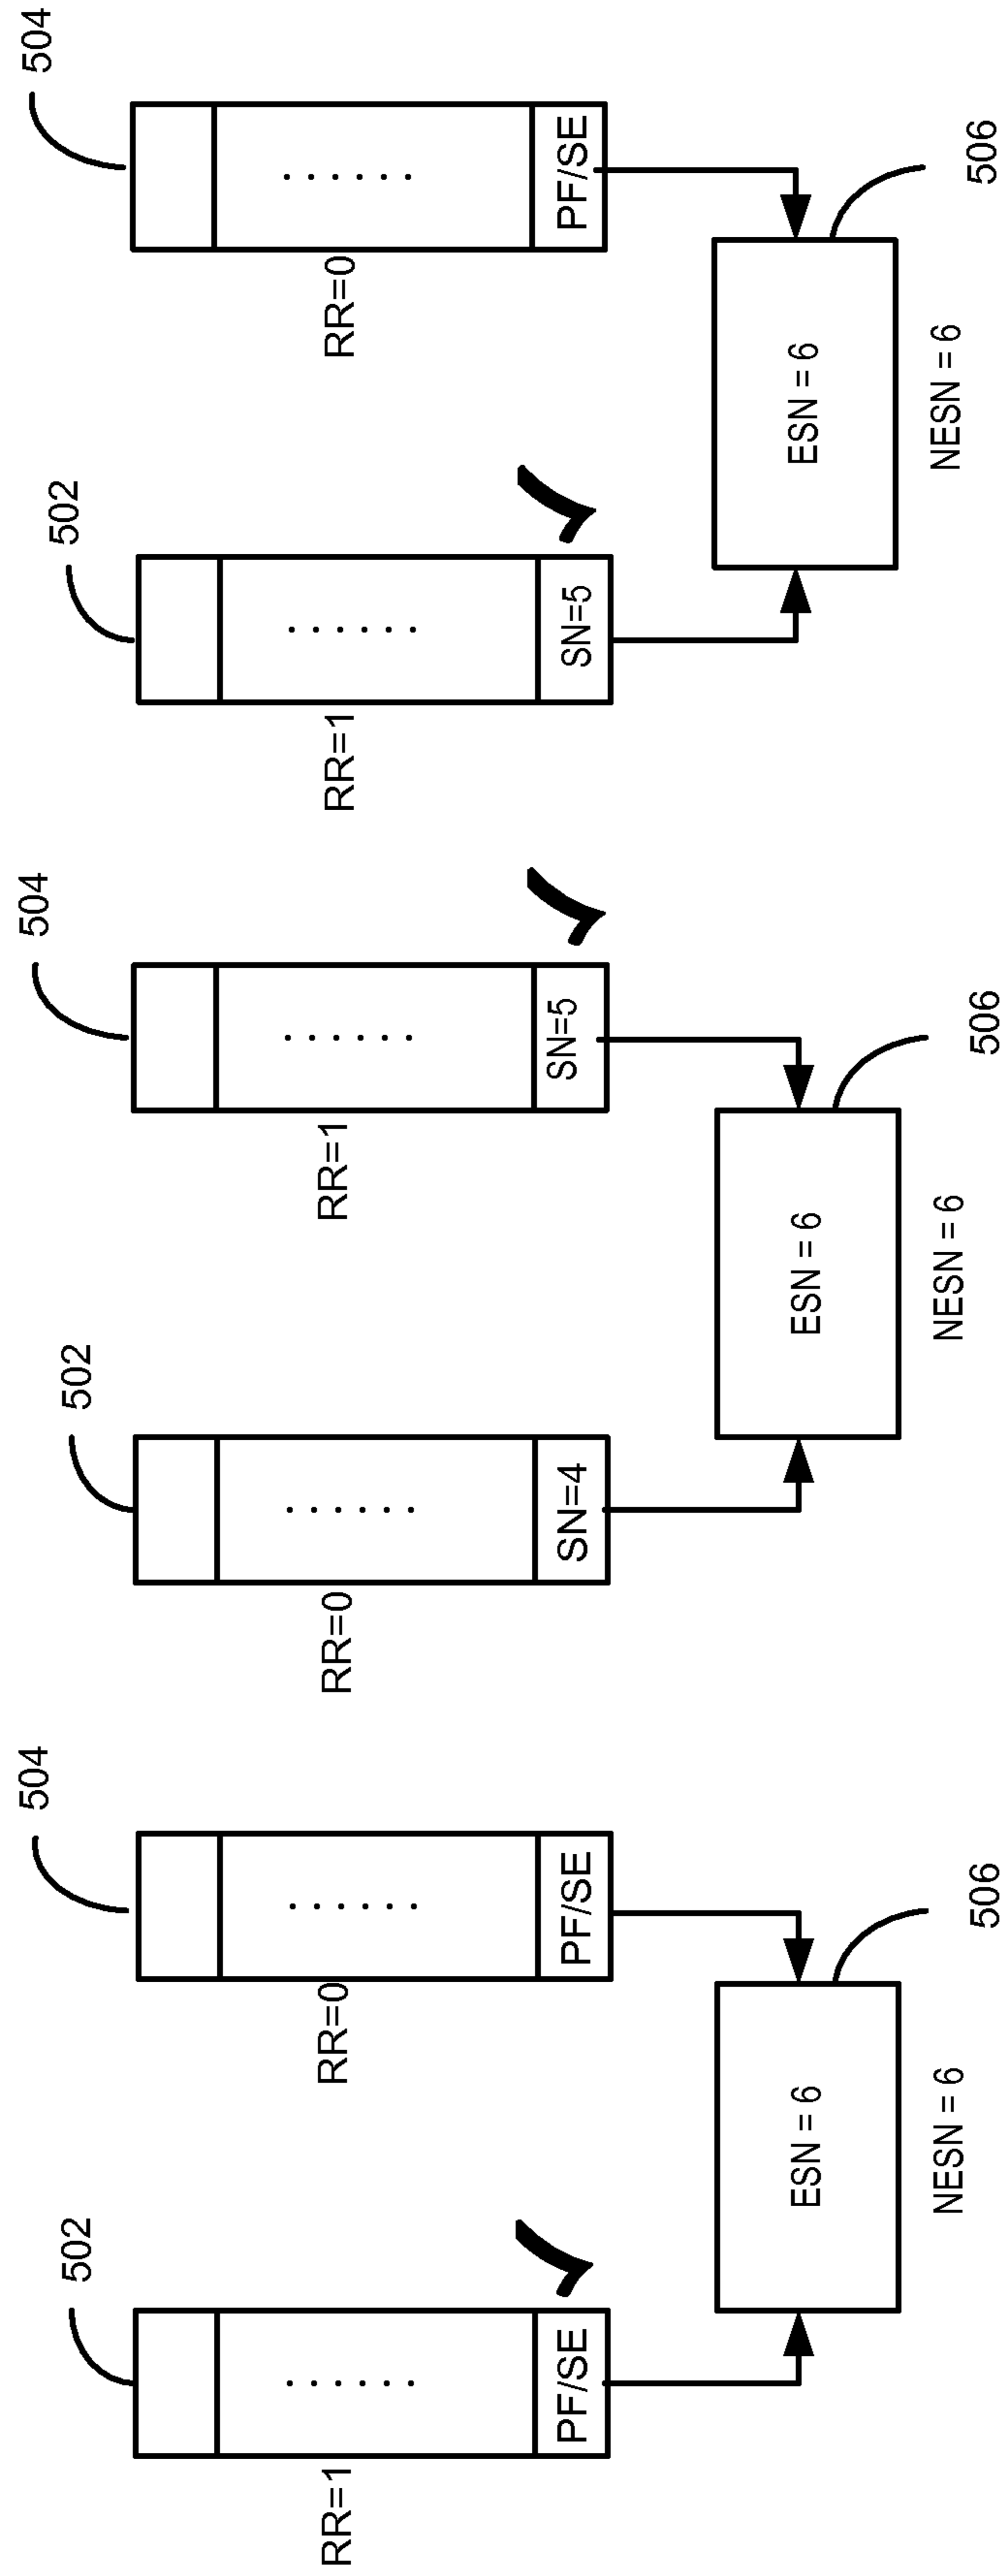 502
504
RR=1
RR=0
......
......
PF/SE
PF/SE
ESN = 6
NESN = 6
506
502
504
RR=0
RR=1
......
......
SN=4
SN=5
ESN = 6
NESN = 6
506
502
504
RR=1
RR=0
......
......
SN=5
PF/SE
ESN = 6
NESN = 6
506